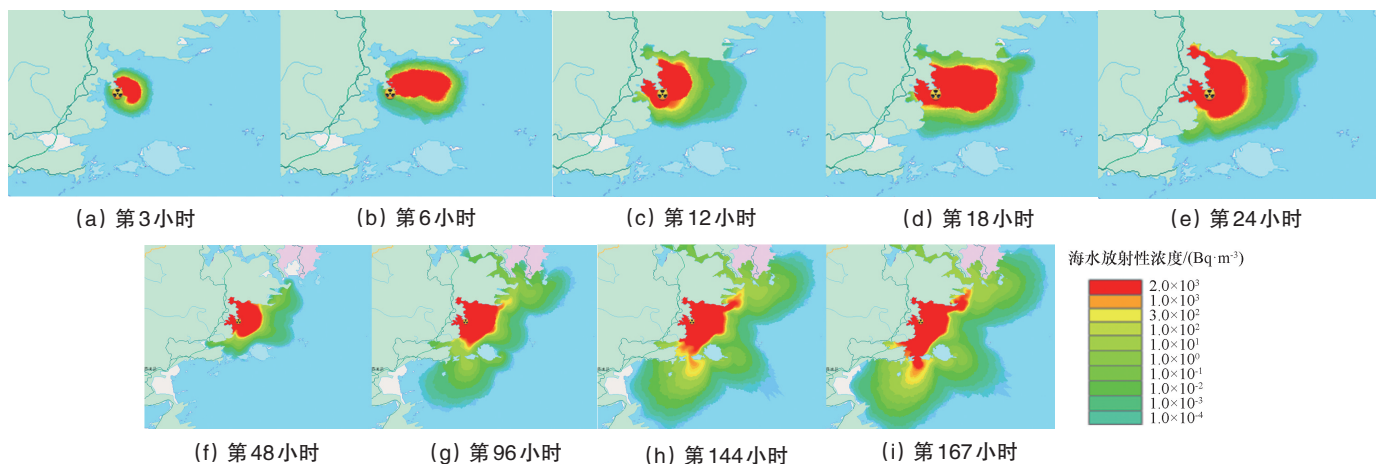 (a) 第3小时
(b) 第6小时
(c) 第12小时
(d) 第18小时
(e) 第24小时
(f) 第48小时
(g) 第96小时
(h) 第144小时
(i) 第167小时
海水放射性浓度/(Bq·m⁻³)
2.0×10³
1.0×10³
3.0×10²
1.0×10²
1.0×10¹
1.0×10⁰
1.0×10⁻¹
1.0×10⁻²
1.0×10⁻³
1.0×10⁻⁴